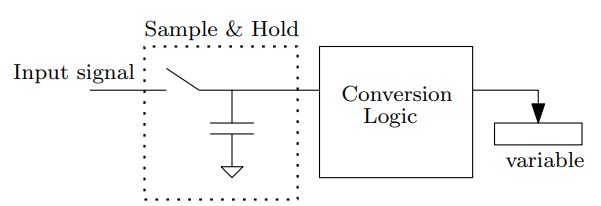 Sample & Hold
Input signal
Conversion
Logic
variable